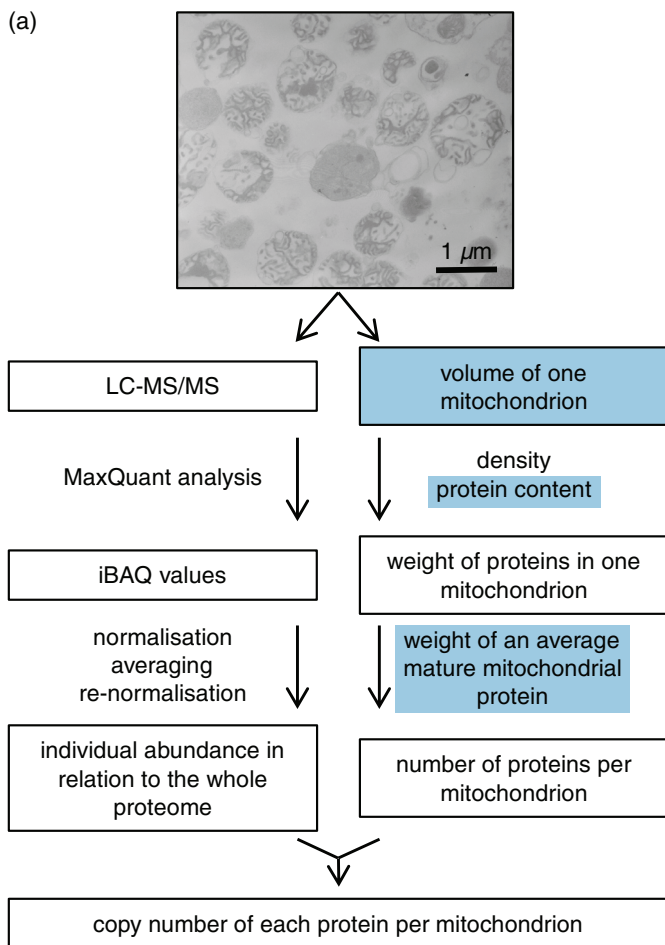 (a)
1 µm
LC-MS/MS
volume of one
mitochondrion
MaxQuant analysis
density
protein content
iBAQ values
weight of proteins in one
mitochondrion
normalisation
averaging
re-normalisation
weight of an average
mature mitochondrial
protein
individual abundance in
relation to the whole
proteome
number of proteins per
mitochondrion
copy number of each protein per mitochondrion